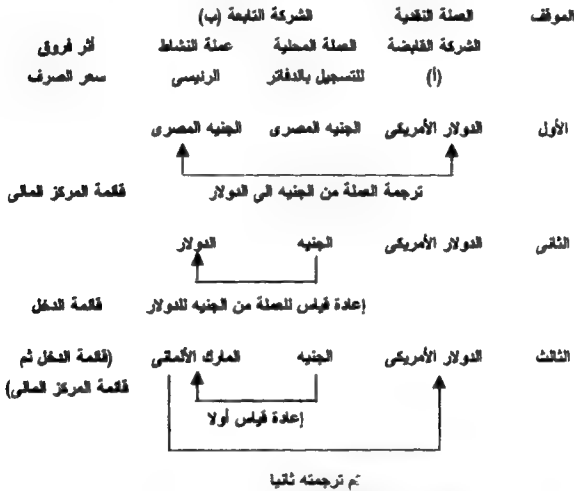 الموقف العملة النقدية الشركة التابعة (ب)
الشركة القابضة العملة المحلية عملة النشاط أثر فروق
(أ) للتسجيل بالدفاتر الرئيسى سعر الصرف
الأول الدولار الأمريكى الجنيه المصرى الجنيه المصرى
ترجمة العملة من الجنيه الى الدولار قائمة المركز المالى
الثانى الدولار الأمريكى الجنيه الدولار
إعادة قياس للعملة من الجنيه للدولار قائمة الدخل
الثالث الدولار الأمريكى الجنيه المارك الألمانى (قائمة الدخل ثم
قائمة المركز المالى)
إعادة قياس أولا
تم ترجمته ثانيا